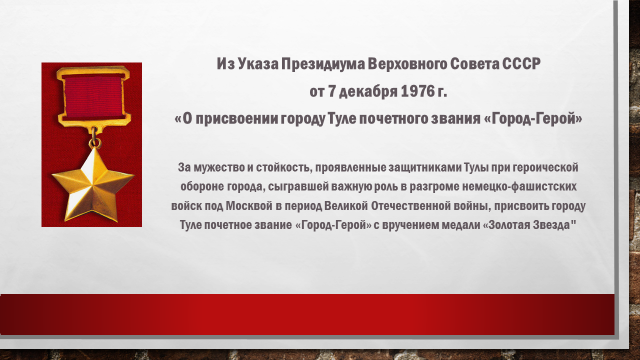 Из Указа Президиума Верховного Совета СССР
от 7 декабря 1976 г.
«О присвоении городу Туле почетного звания «Город-Герой»
За мужество и стойкость, проявленные защитниками Тулы при героической
обороне города, сыгравшей важную роль в разгроме немецко-фашистских
войск под Москвой в период Великой Отечественной войны, присвоить городу
Туле почетное звание «Город-Герой» с вручением медали «Золотая Звезда"